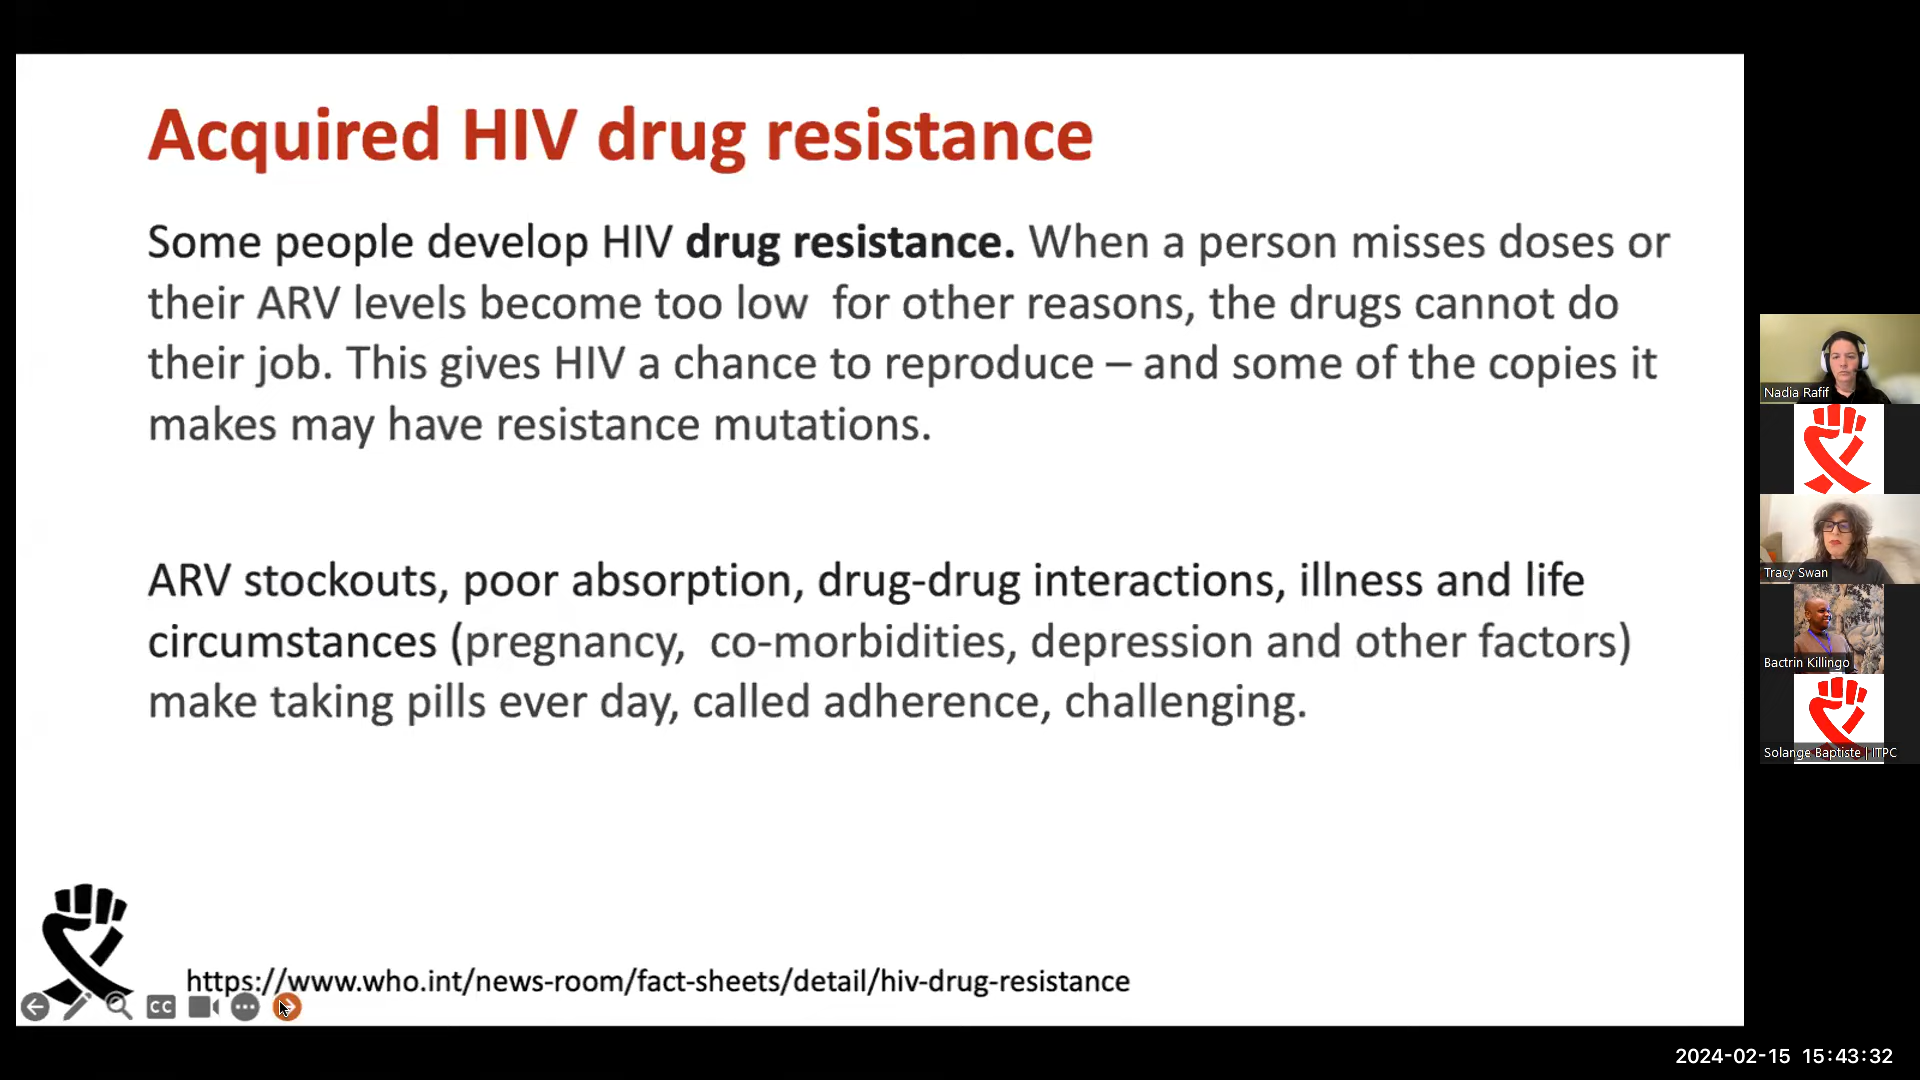 Acquired HIV drug resistance
Some people develop HIV drug resistance. When a person misses doses or
their ARV levels become too low for other reasons, the drugs cannot do
their job. This gives HIV a chance to reproduce – and some of the copies it
makes may have resistance mutations.
ARV stockouts, poor absorption, drug-drug interactions, illness and life
circumstances (pregnancy, co-morbidities, depression and other factors)
make taking pills ever day, called adherence, challenging.
https://www.who.int/news-room/fact-sheets/detail/hiv-drug-resistance
CC
Nadia Rafif
Tracy Swan
Bactrin Killingo
Solange Baptiste | ITPC
2024-02-15 15:43:32